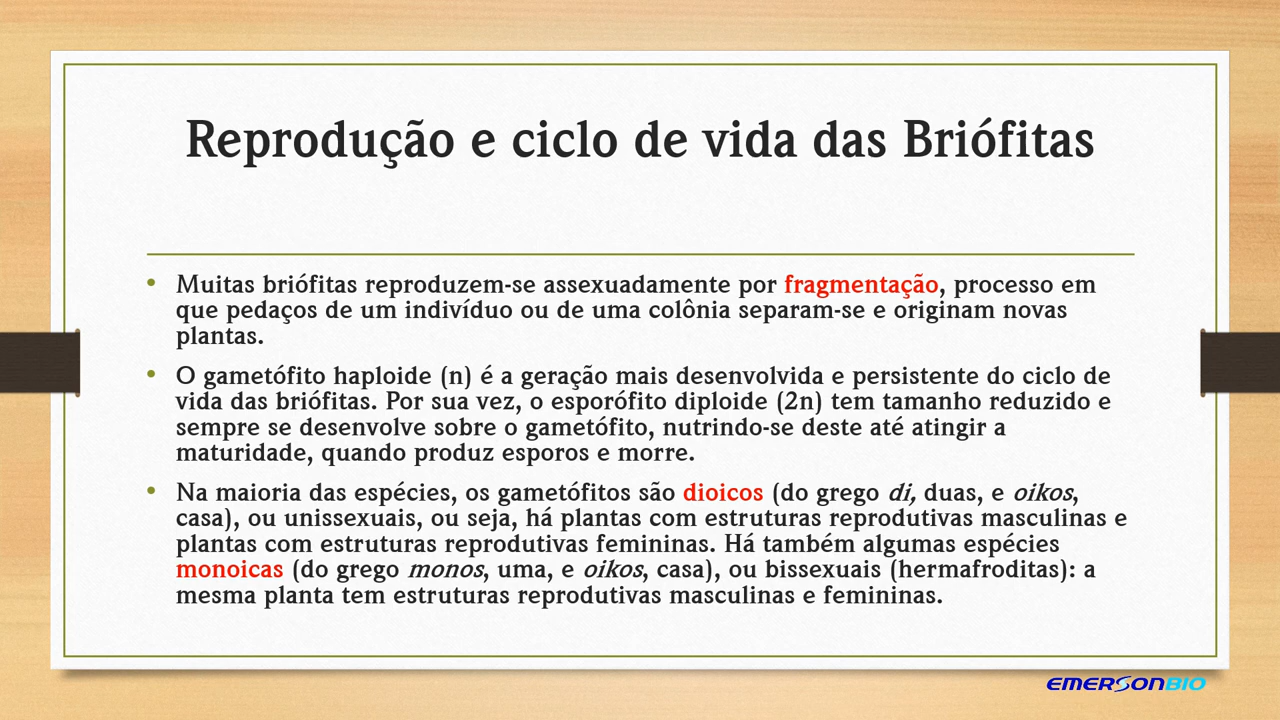 Reprodução e ciclo de vida das Briófitas
• Muitas briófitas reproduzem-se assexuadamente por fragmentação, processo em
que pedaços de um indivíduo ou de uma colônia separam-se e originam novas
plantas.
• O gametófito haploide (n) é a geração mais desenvolvida e persistente do ciclo de
vida das briófitas. Por sua vez, o esporófito diploide (2n) tem tamanho reduzido e
sempre se desenvolve sobre o gametófito, nutrindo-se deste até atingir a
maturidade, quando produz esporos e morre.
• Na maioria das espécies, os gametófitos são dioicos (do grego di, duas, e oikos,
casa), ou unissexuais, ou seja, há plantas com estruturas reprodutivas masculinas e
plantas com estruturas reprodutivas femininas. Há também algumas espécies
monoicas (do grego monos, uma, e oikos, casa), ou bissexuais (hermafroditas): a
mesma planta tem estruturas reprodutivas masculinas e femininas.
EMERSONBIO